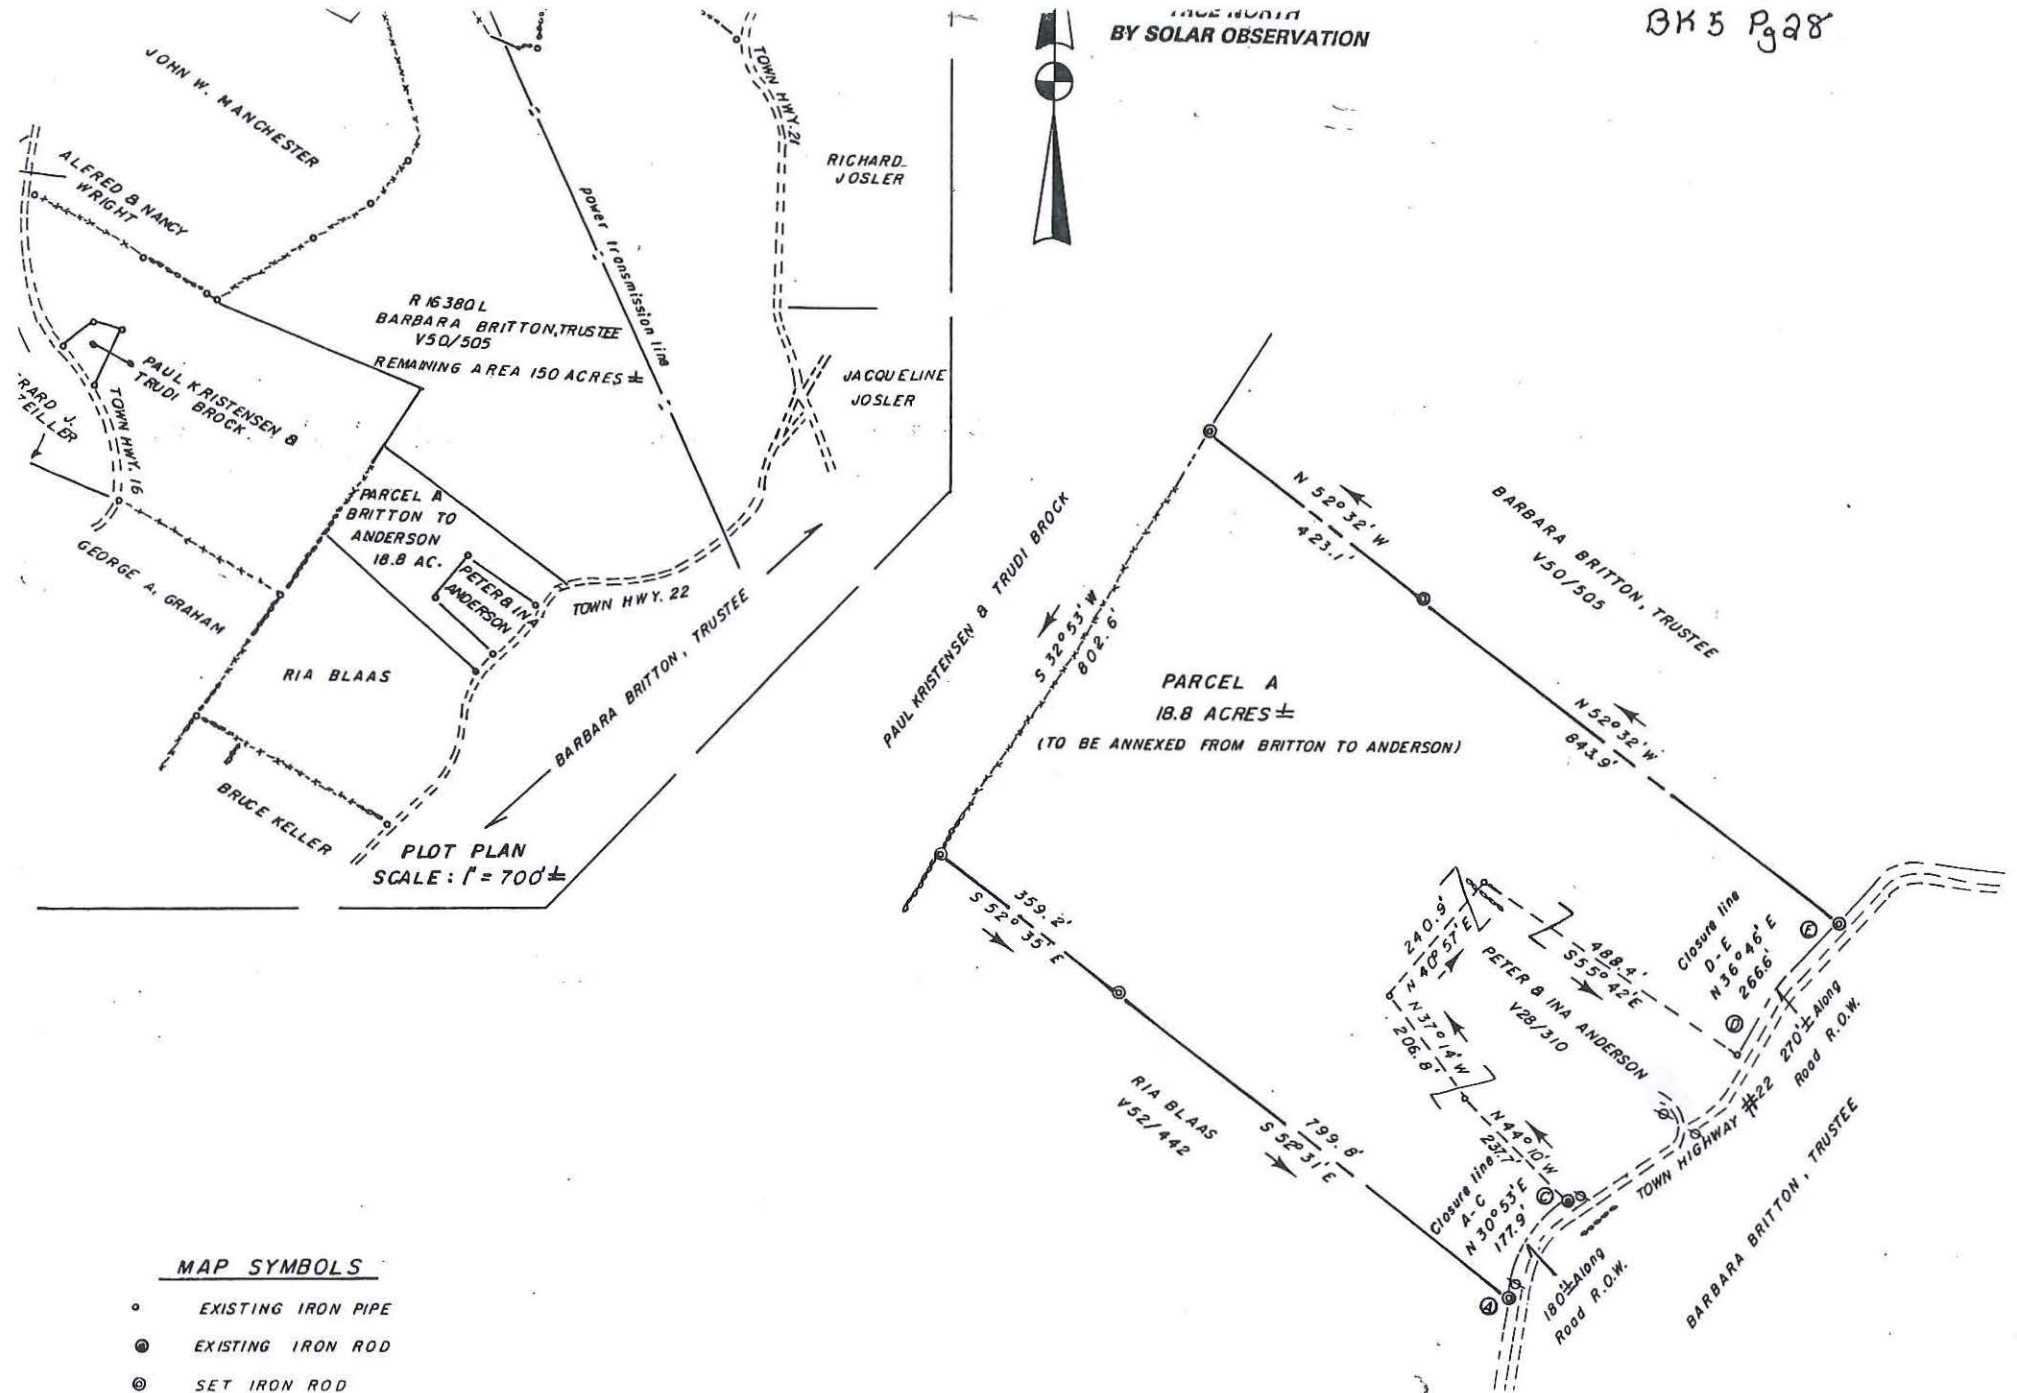 BY SOLAR OBSERVATION
BK5 Pg28
JOHN W. MANCHESTER
ALFRED & NANCY
WRIGHT
TOWN HWY. 21
RICHARD
JOSLER
power transmission line
R 16380L
BARBARA BRITTON, TRUSTEE
V50/505
REMAINING AREA 150 ACRES ±
JACQUELINE
JOSLER
PAUL KRISTENSEN &
TRUDI BROCK
TOWN HWY. 16
GEORGE A. GRAHAM
PARCEL A
BRITTON TO
ANDERSON
18.8 AC.
PETER & INA
ANDERSON
TOWN HWY. 22
RIA BLAAS
BRUCE KELLER
BARBARA BRITTON, TRUSTEE
PLOT PLAN
SCALE: 1" = 700' ±
PAUL KRISTENSEN & TRUDI BROCK
S 32° 53' W
802.6'
N 52° 32' W
423.1'
BARBARA BRITTON, TRUSTEE
V50/505
PARCEL A
18.8 ACRES ±
(TO BE ANNEXED FROM BRITTON TO ANDERSON)
N 52° 32' W
843.9'
359.2'
S 52° 35' E
RIA BLAAS
V52/442
799.8'
S 52° 31' E
240.9'
N 40° 57' E
488.4'
S 55° 42' E
PETER & INA ANDERSON
V28/310
N 37° 14' W
206.8'
N 44° 10' W
237.7'
Closure line
D-E
N 36° 46' E
266.6'
E
D
270' ± Along
Road R.O.W.
TOWN HIGHWAY #22
Closure line
A-C
N 30° 53' E
177.9'
C
A
180' ± Along
Road R.O.W.
BARBARA BRITTON, TRUSTEE
MAP SYMBOLS
EXISTING IRON PIPE
EXISTING IRON ROD
SET IRON ROD